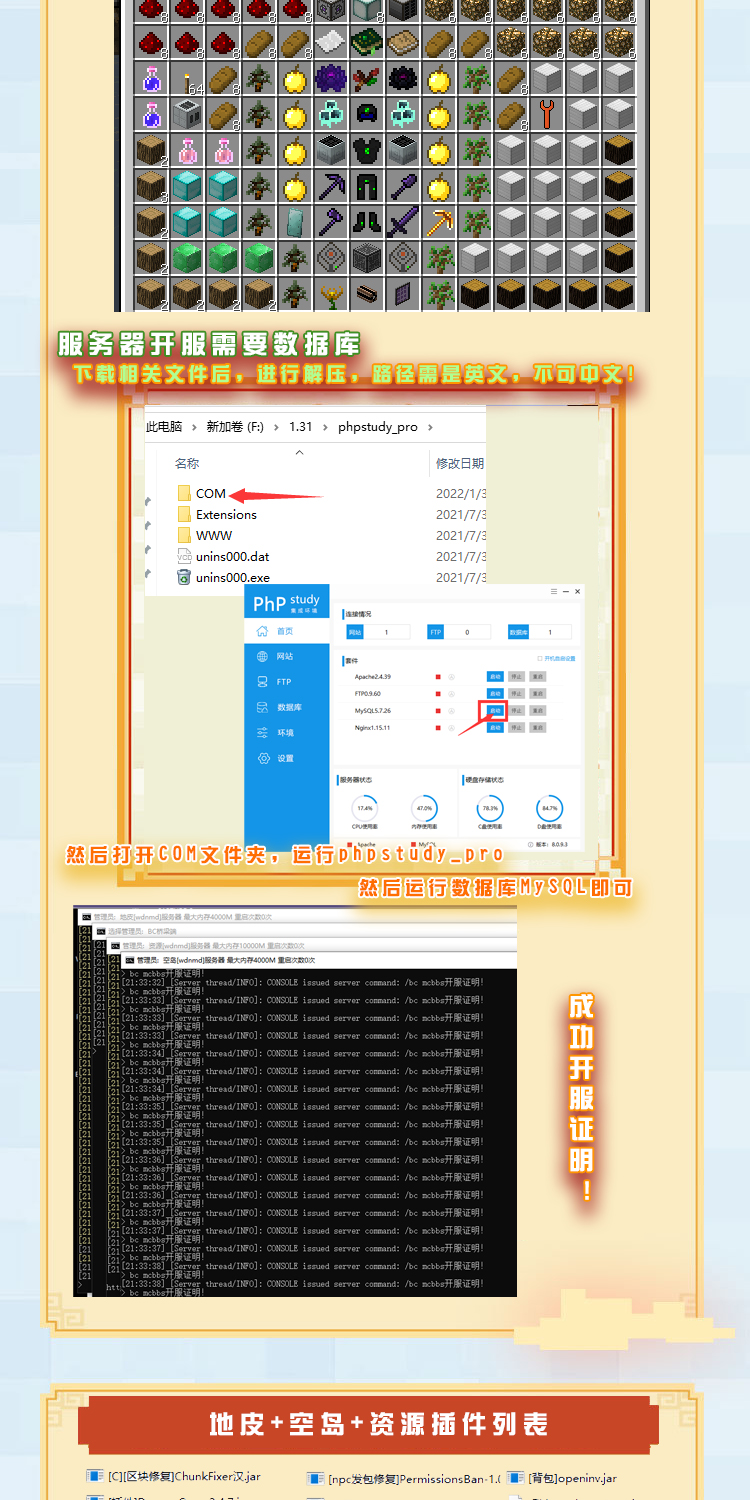 服务器开服需要数据库
下载相关文件后，进行解压，路径需是英文，不可中文！
此电脑 > 新加卷 (F:) > 1.31 > phpstudy_pro >
名称 修改日期
COM 2022/1/3
Extensions 2021/7/3
WWW 2021/7/3
unins000.dat 2021/7/3
unins000.exe 2021/7/3
PhP study
集成环境
首页
网站
FTP
数据库
环境
设置
连接情况
网站 1 FTP 0 数据库 1
套件 开机自启设置
Apache2.4.39 启动 停止 重启
FTP0.9.60 启动 停止 重启
MySQL5.7.26 启动 停止 重启
Nginx1.15.11 启动 停止 重启
服务器状态 硬盘存储状态
17.4% 47.0% 78.3% 84.7%
CPU使用率 内存使用率 C盘使用率 D盘使用率
Apache MySQL 版本：8.0.9.3
然后打开COM文件夹，运行phpstudy_pro
然后运行数据库MySQL即可
管理员: 地皮[wdnmd]服务器 最大内存4000M 重启次数0次
选择管理员: BC桥梁端
管理员: 资源[wdnmd]服务器 最大内存10000M 重启次数0次
管理员: 空岛[wdnmd]服务器 最大内存4000M 重启次数0次
> bc mcbbs开服证明!
[21:33:32] [Server thread/INFO]: CONSOLE issued server command: /bc mcbbs开服证明!
> bc mcbbs开服证明!
[21:33:33] [Server thread/INFO]: CONSOLE issued server command: /bc mcbbs开服证明!
> bc mcbbs开服证明!
[21:33:33] [Server thread/INFO]: CONSOLE issued server command: /bc mcbbs开服证明!
> bc mcbbs开服证明!
[21:33:33] [Server thread/INFO]: CONSOLE issued server command: /bc mcbbs开服证明!
> bc mcbbs开服证明!
[21:33:34] [Server thread/INFO]: CONSOLE issued server command: /bc mcbbs开服证明!
> bc mcbbs开服证明!
[21:33:34] [Server thread/INFO]: CONSOLE issued server command: /bc mcbbs开服证明!
> bc mcbbs开服证明!
[21:33:34] [Server thread/INFO]: CONSOLE issued server command: /bc mcbbs开服证明!
> bc mcbbs开服证明!
[21:33:35] [Server thread/INFO]: CONSOLE issued server command: /bc mcbbs开服证明!
> bc mcbbs开服证明!
[21:33:35] [Server thread/INFO]: CONSOLE issued server command: /bc mcbbs开服证明!
> bc mcbbs开服证明!
[21:33:35] [Server thread/INFO]: CONSOLE issued server command: /bc mcbbs开服证明!
> bc mcbbs开服证明!
[21:33:36] [Server thread/INFO]: CONSOLE issued server command: /bc mcbbs开服证明!
> bc mcbbs开服证明!
[21:33:36] [Server thread/INFO]: CONSOLE issued server command: /bc mcbbs开服证明!
> bc mcbbs开服证明!
[21:33:36] [Server thread/INFO]: CONSOLE issued server command: /bc mcbbs开服证明!
> bc mcbbs开服证明!
[21:33:37] [Server thread/INFO]: CONSOLE issued server command: /bc mcbbs开服证明!
> bc mcbbs开服证明!
[21:33:37] [Server thread/INFO]: CONSOLE issued server command: /bc mcbbs开服证明!
> bc mcbbs开服证明!
[21:33:37] [Server thread/INFO]: CONSOLE issued server command: /bc mcbbs开服证明!
> bc mcbbs开服证明!
[21:33:38] [Server thread/INFO]: CONSOLE issued server command: /bc mcbbs开服证明!
> bc mcbbs开服证明!
[21:33:38] [Server thread/INFO]: CONSOLE issued server command: /bc mcbbs开服证明!
> bc mcbbs开服证明!
成功开服证明！
地皮+空岛+资源插件列表
[C][区块修复]ChunkFixer汉.jar
[npc发包修复]PermissionsBan-1.0
[背包]openinv.jar